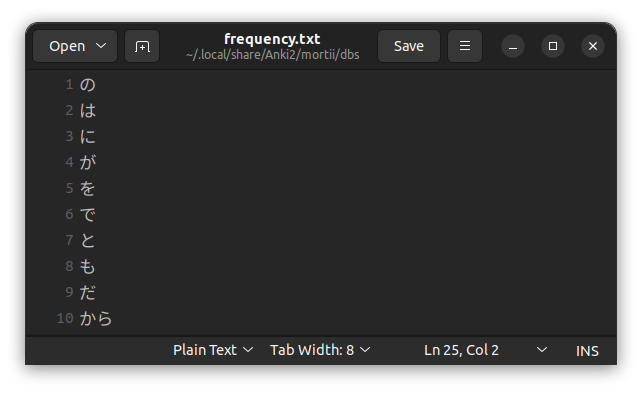 Open
frequency.txt
~/.local/share/Anki2/mortii/dbs
Save
1 の
2 は
3 に
4 が
5 を
6 で
7 と
8 も
9 だ
10 から
Plain Text Tab Width: 8 Ln 25, Col 2 INS